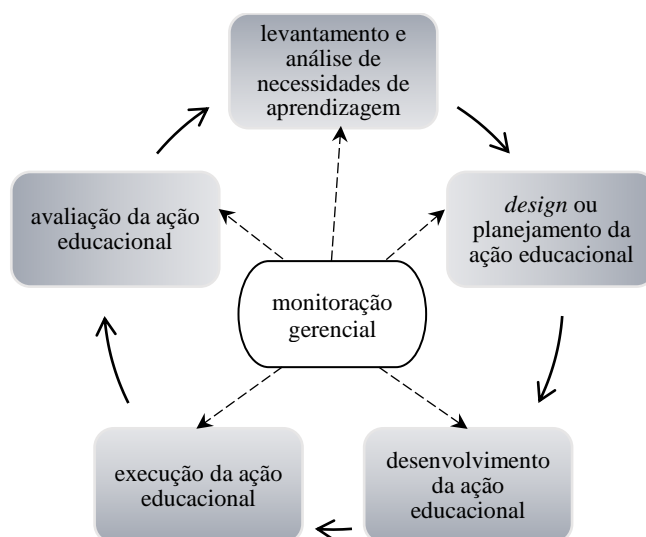 levantamento e
análise de
necessidades de
aprendizagem
design ou
planejamento da
ação educacional
desenvolvimento
da ação
educacional
execução da ação
educacional
avaliação da ação
educacional
monitoração
gerencial